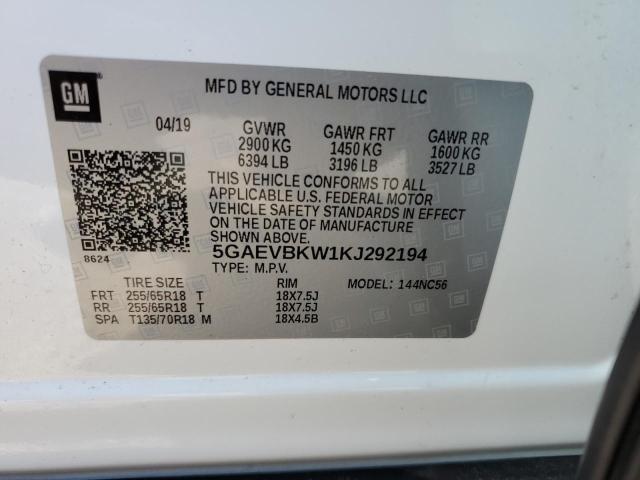 GM
MFD BY GENERAL MOTORS LLC
04/19 GVWR GAWR FRT GAWR RR
2900 KG 1450 KG 1600 KG
6394 LB 3196 LB 3527 LB
THIS VEHICLE CONFORMS TO ALL
APPLICABLE U.S. FEDERAL MOTOR
VEHICLE SAFETY STANDARDS IN EFFECT
ON THE DATE OF MANUFACTURE
SHOWN ABOVE.
8624
5GAEVBKW1KJ292194
TYPE: M.P.V.
TIRE SIZE RIM MODEL: 144NC56
FRT 255/65R18 T 18X7.5J
RR 255/65R18 T 18X7.5J
SPA T135/70R18 M 18X4.5B